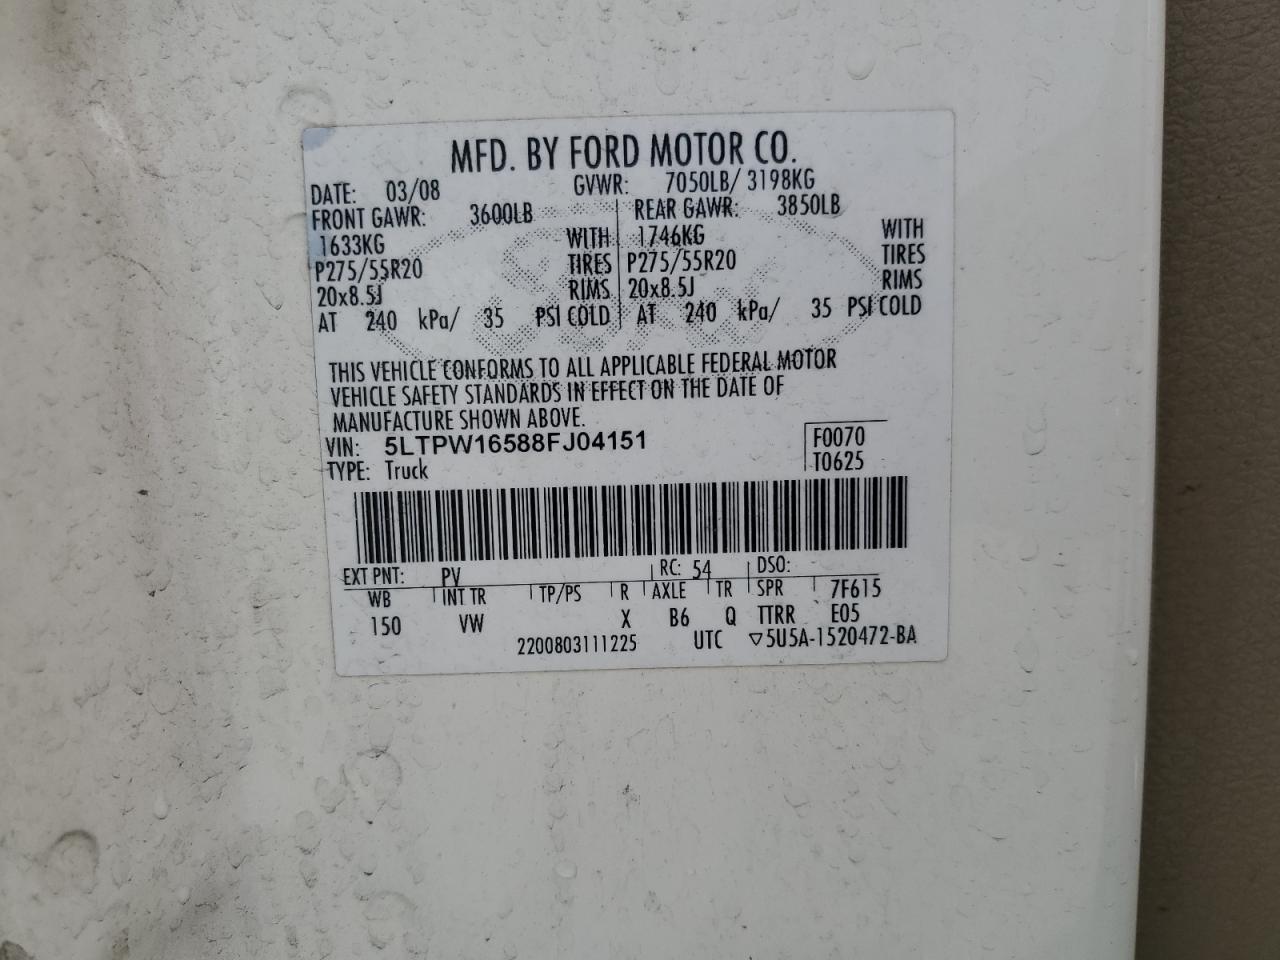 MFD. BY FORD MOTOR CO.
DATE: 03/08 GVWR: 7050LB/ 3198KG
FRONT GAWR: 3600LB REAR GAWR: 3850LB
1633KG WITH 1746KG WITH
P275/55R20 TIRES P275/55R20 TIRES
20x8.5J RIMS 20x8.5J RIMS
AT 240 kPa/ 35 PSI COLD AT 240 kPa/ 35 PSI COLD
THIS VEHICLE CONFORMS TO ALL APPLICABLE FEDERAL MOTOR
VEHICLE SAFETY STANDARDS IN EFFECT ON THE DATE OF
MANUFACTURE SHOWN ABOVE.
VIN: 5LTPW16588FJ04151 F0070
TYPE: Truck T0625
EXT PNT: PV RC: 54 DSO:
WB INT TR TP/PS R AXLE TR SPR 7F615
150 VW X B6 Q TTRR E05
2200803111225 UTC ▽5U5A-1520472-BA